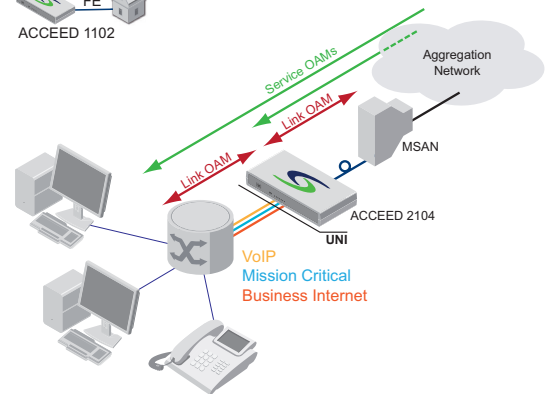 FE
ACCEED 1102
Service OAMs
Aggregation
Network
Link OAM
MSAN
Link OAM
ACCEED 2104
UNI
VoIP
Mission Critical
Business Internet